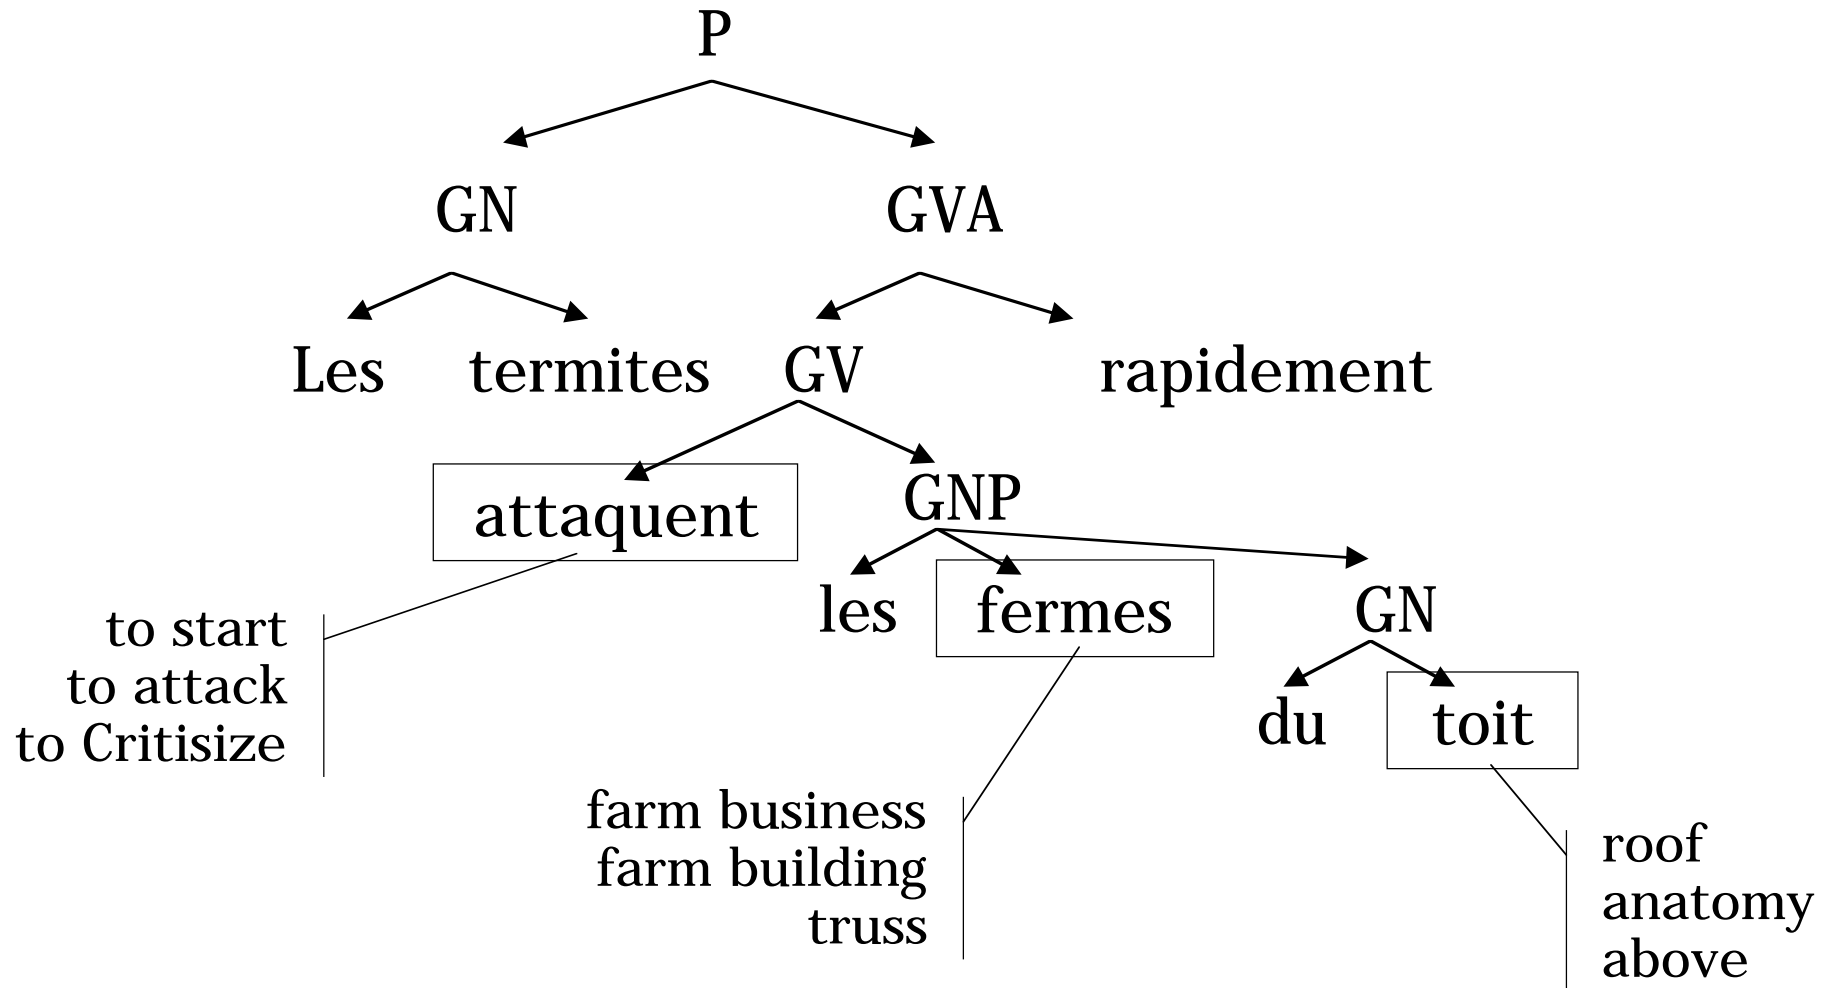 P
GN GVA
Les termites GV rapidement
attaquent GNP
les fermes GN
du toit
to start
to attack
to Critisize
farm business
farm building
truss
roof
anatomy
above